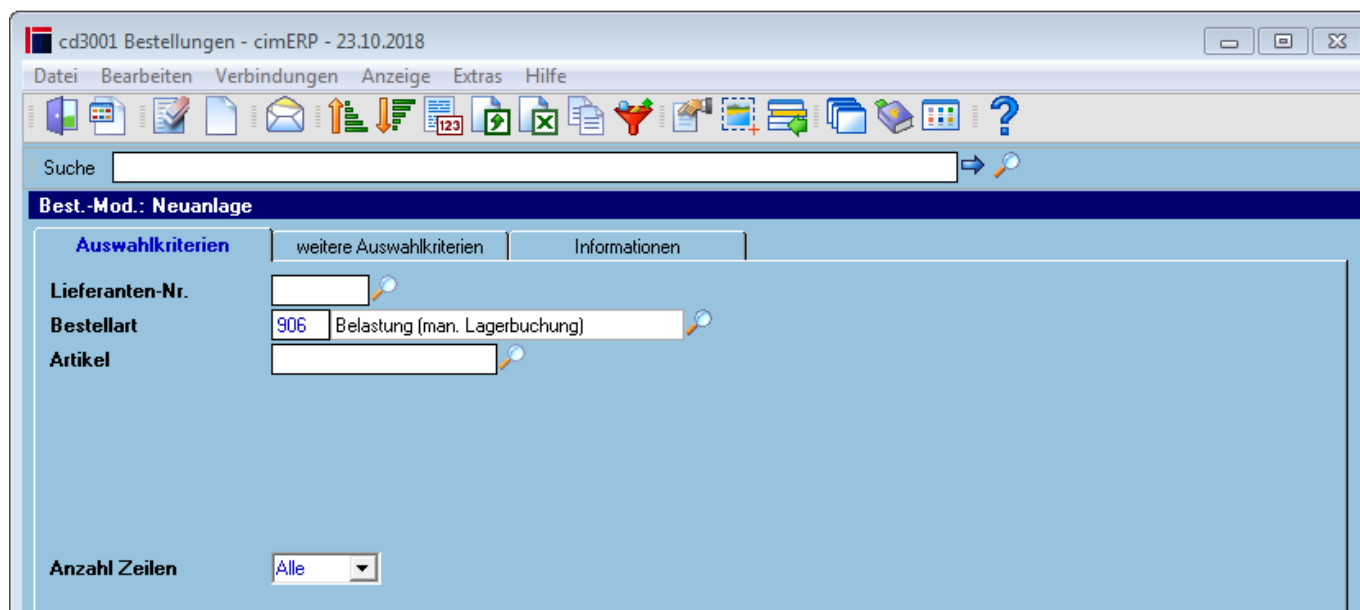 cd3001 Bestellungen - cimERP - 23.10.2018
Datei Bearbeiten Verbindungen Anzeige Extras Hilfe
123
?
Suche
Best.-Mod.: Neuanlage
Auswahlkriterien weitere Auswahlkriterien Informationen
Lieferanten-Nr.
Bestellart 906 Belastung (man. Lagerbuchung)
Artikel
Anzahl Zeilen Alle